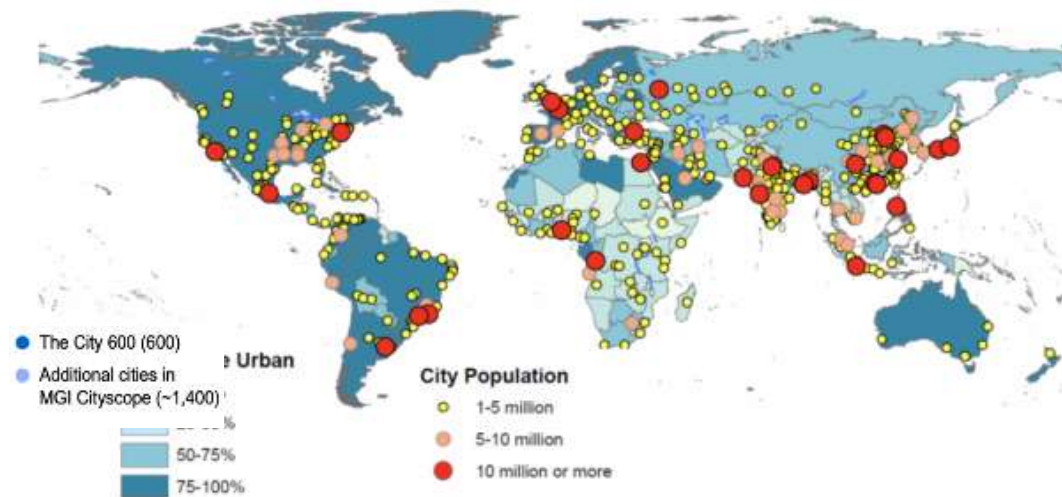 The City 600 (600)
Additional cities in
MGI Cityscope (~1,400)
Urban
50-75%
75-100%
City Population
1-5 million
5-10 million
10 million or more